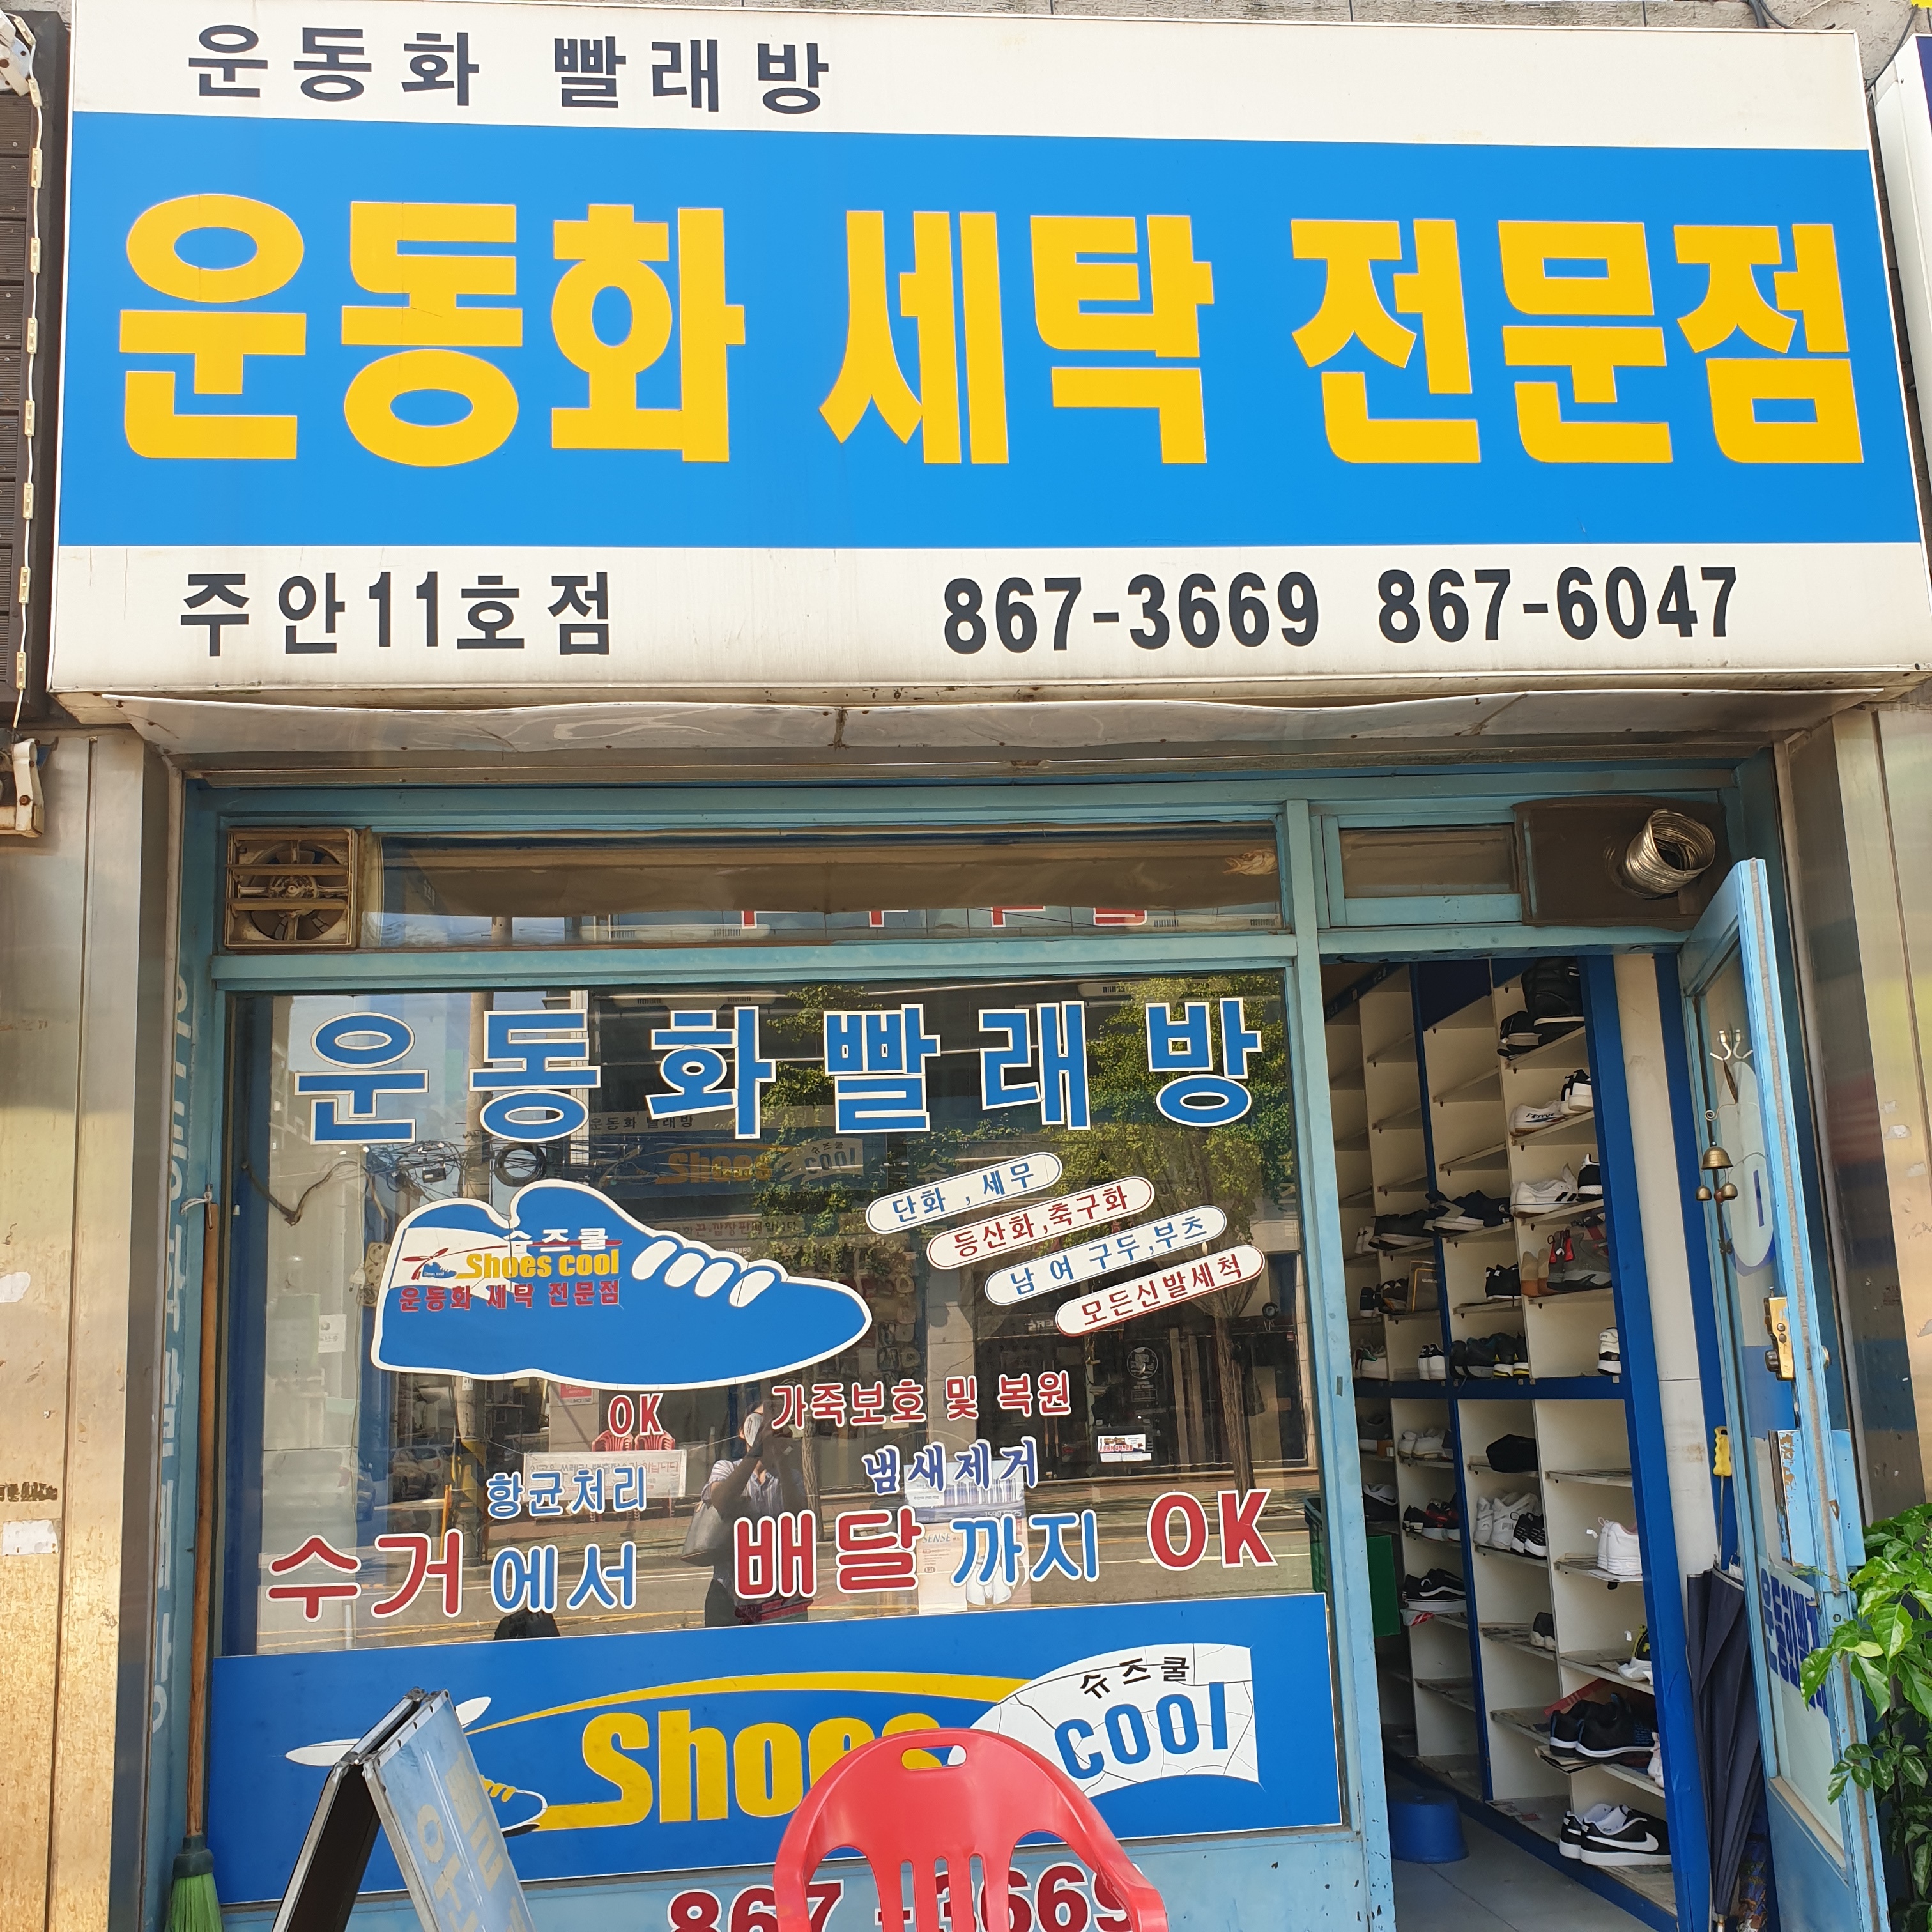 운동화 빨래방
운동화 세탁 전문점
주안11호점 867-3669 867-6047
운동화빨래방
단화, 세무
등산화,축구화
남 여 구두,부츠
모든신발세척
슈즈쿨
Shoes cool
운동화 세탁 전문점
OK 가죽보호 및 복원
항균처리 냄새제거
수거에서 배달까지 OK
슈즈쿨
Shoes cool
867-3669